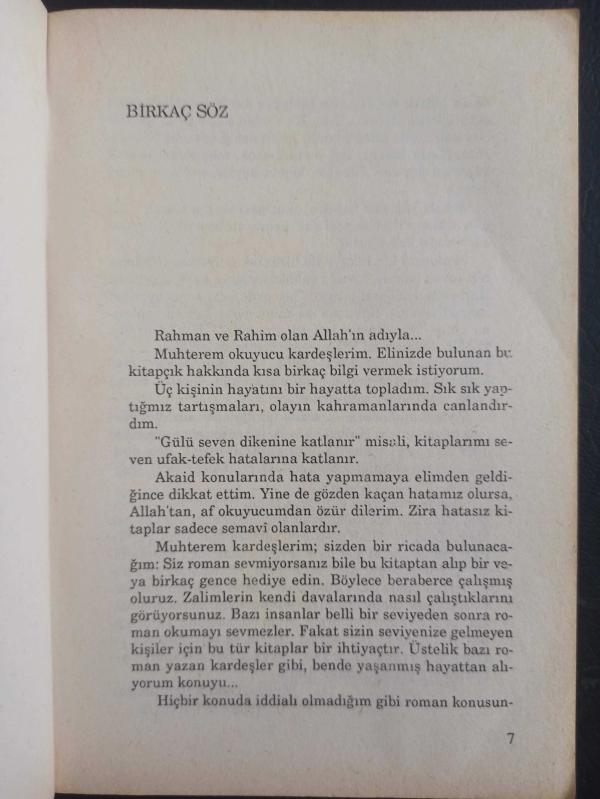 BİRKAÇ SÖZ
Rahman ve Rahim olan Allah'ın adıyla...
Muhterem okuyucu kardeşlerim. Elinizde bulunan bu
kitapçık hakkında kısa birkaç bilgi vermek istiyorum.
Üç kişinin hayatını bir hayatta topladım. Sık sık yap-
tığmız tartışmaları, olayın kahramanlarında canlandır-
dım.
"Gülü seven dikenine katlanır" misali, kitaplarımı se-
ven ufak-tefek hatalarına katlanır.
Akaid konularında hata yapmamaya elimden geldi-
ğince dikkat ettim. Yine de gözden kaçan hatamız olursa,
Allah'tan, af okuyucumdan özür dilerim. Zira hatasız ki-
taplar sadece semavî olanlardır.
Muhterem kardeşlerim; sizden bir ricada bulunaca-
ğım: Siz roman sevmiyorsanız bile bu kitaptan alıp bir ve-
ya birkaç gence hediye edin. Böylece beraberce çalışmış
oluruz. Zalimlerin kendi davalarında nasıl çalıştıklarını
görüyorsunuz. Bazı insanlar belli bir seviyeden sonra ro-
man okumayı sevmezler. Fakat sizin seviyenize gelmeyen
kişiler için bu tür kitaplar bir ihtiyaçtır. Üstelik bazı ro-
man yazan kardeşler gibi, bende yaşanmış hayattan alı-
yorum konuyu...
Hiçbir konuda iddialı olmadığım gibi roman konusun-
7